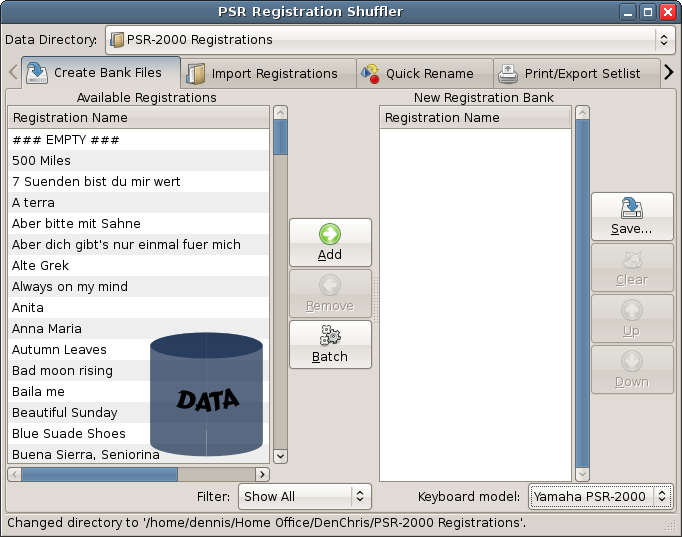 PSR Registration Shuffler
Data Directory: PSR-2000 Registrations
Create Bank Files Import Registrations Quick Rename Print/Export Setlist
Available Registrations
Registration Name
### EMPTY ###
500 Miles
7 Suenden bist du mir wert
A terra
Aber bitte mit Sahne
Aber dich gibt's nur einmal fuer mich
Alte Grek
Always on my mind
Anita
Anna Maria
Autumn Leaves
Bad moon rising
Baila me
Beautiful Sunday
Blue Suade Shoes
Buena Sierra, Seniorina
DATA
Add
Remove
Batch
New Registration Bank
Registration Name
Save...
Clear
Up
Down
Filter: Show All
Keyboard model: Yamaha PSR-2000
Changed directory to '/home/dennis/Home Office/DenChris/PSR-2000 Registrations'.